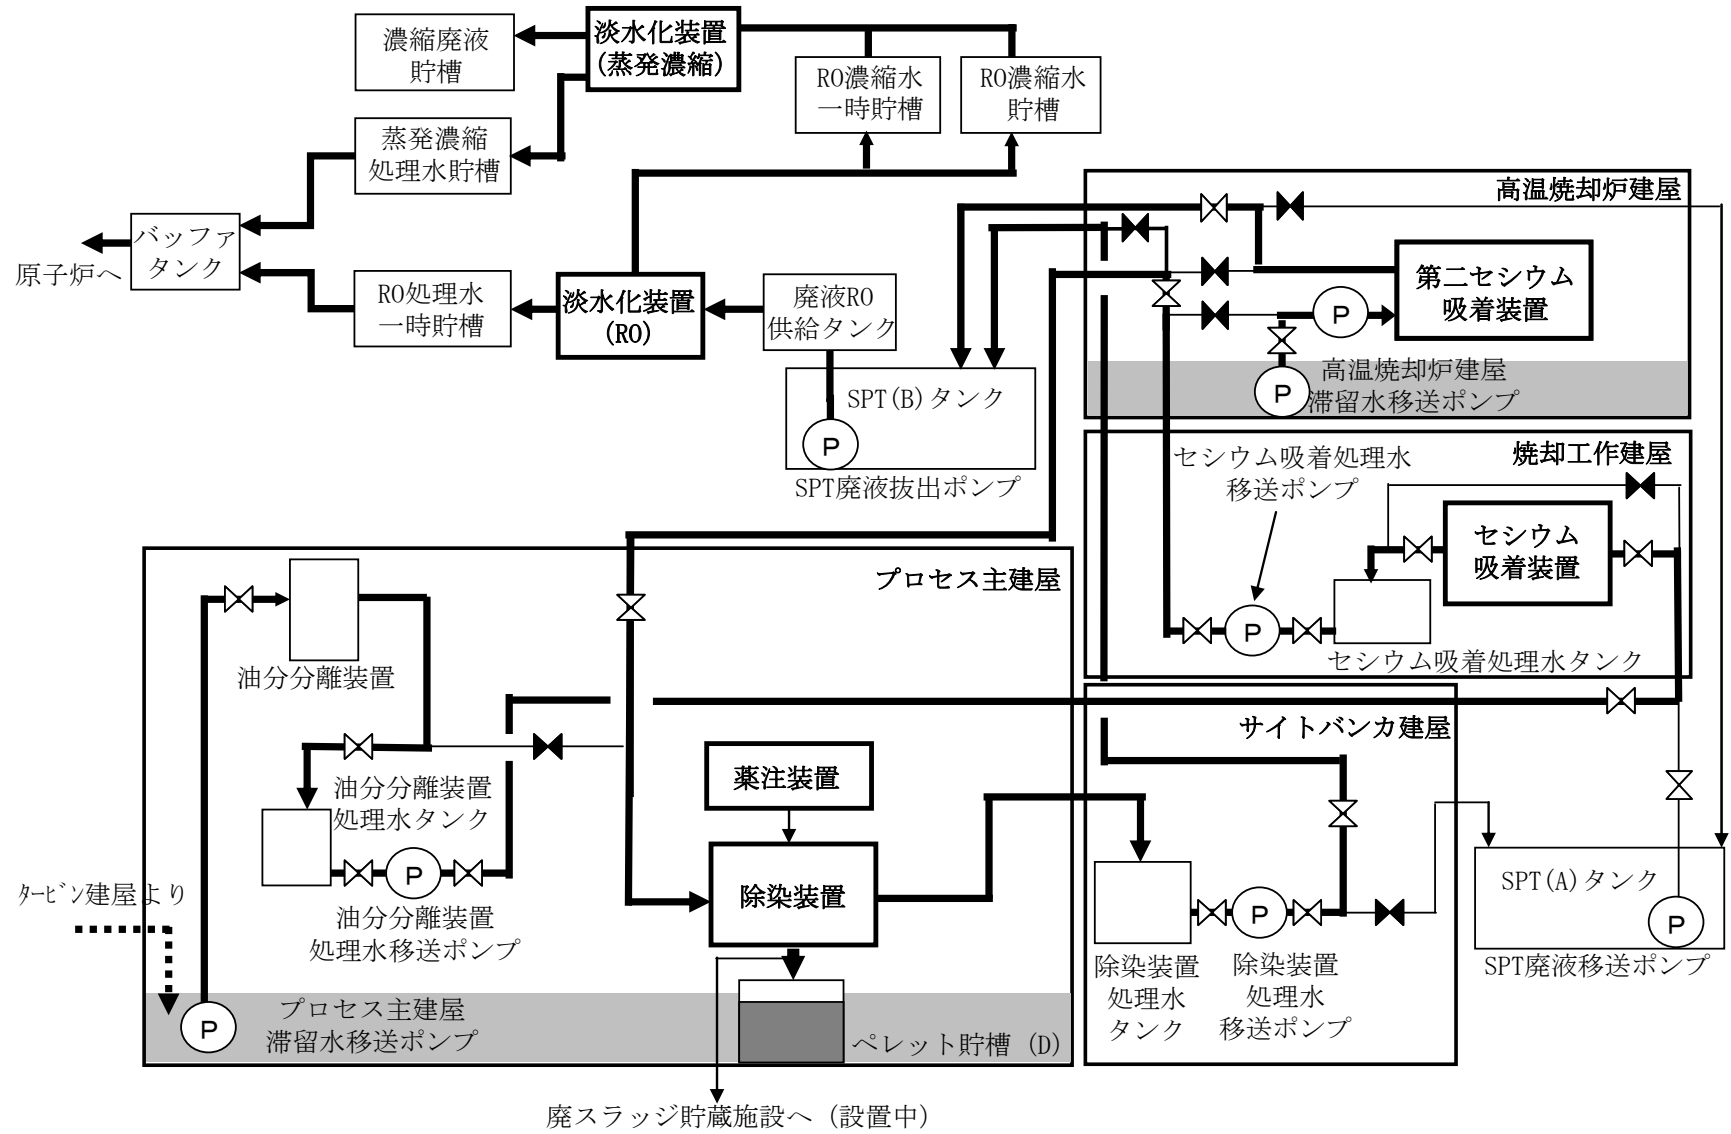 濃縮廃液
貯槽
淡水化装置
(蒸発濃縮)
RO濃縮水
一時貯槽
RO濃縮水
貯槽
蒸発濃縮
処理水貯槽
バッファ
タンク
原子炉へ
RO処理水
一時貯槽
淡水化装置
(RO)
廃液RO
供給タンク
SPT(B)タンク
P
SPT廃液抜出ポンプ
高温焼却炉建屋
第二セシウム
吸着装置
P
P
高温焼却炉建屋
滞留水移送ポンプ
焼却工作建屋
セシウム吸着処理水
移送ポンプ
セシウム
吸着装置
P
セシウム吸着処理水タンク
プロセス主建屋
油分分離装置
油分分離装置
処理水タンク
P
油分分離装置
処理水移送ポンプ
薬注装置
除染装置
タービン建屋より
P
プロセス主建屋
滞留水移送ポンプ
ペレット貯槽 (D)
廃スラッジ貯蔵施設へ (設置中)
サイトバンカ建屋
P
除染装置
処理水
タンク
除染装置
処理水
移送ポンプ
SPT(A)タンク
P
SPT廃液移送ポンプ